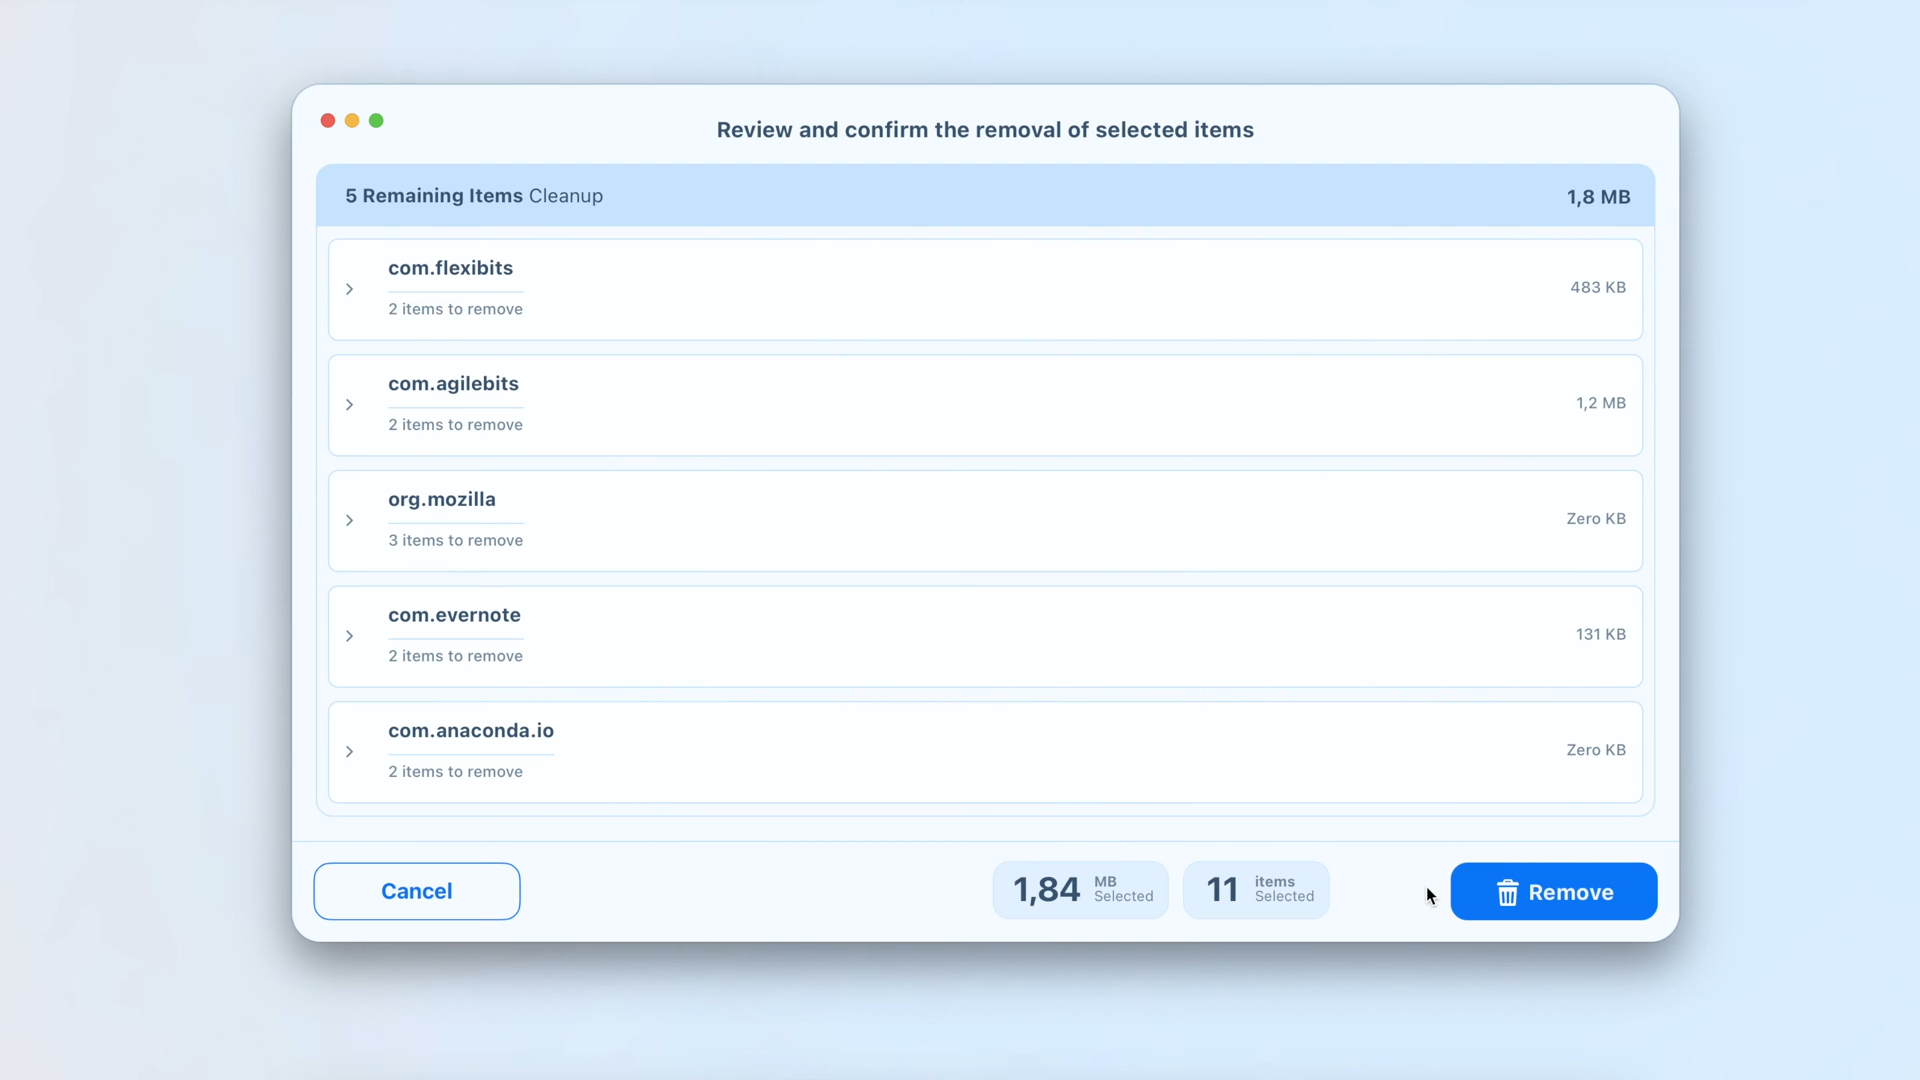 Review and confirm the removal of selected items
5 Remaining Items Cleanup
1,8 MB
com.flexibits
2 items to remove
483 KB
com.agilebits
2 items to remove
1,2 MB
org.mozilla
3 items to remove
Zero KB
com.evernote
2 items to remove
131 KB
com.anaconda.io
2 items to remove
Zero KB
Cancel
1,84 MB Selected
11 items Selected
Remove